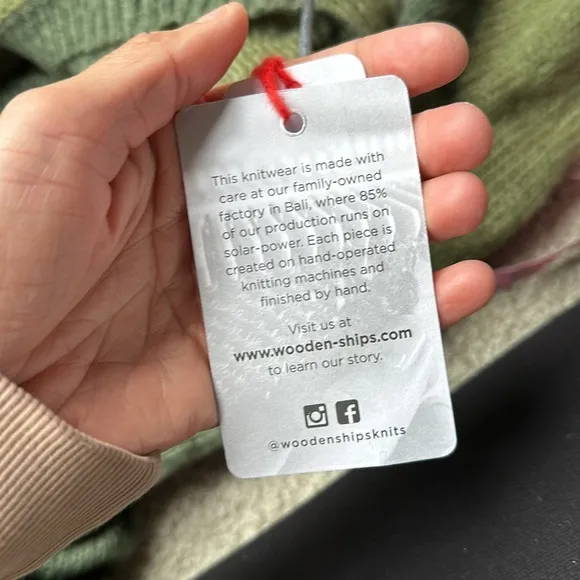 This knitwear is made with
care at our family-owned
factory in Bali, where 85%
of our production runs on
solar-power. Each piece is
created on hand-operated
knitting machines and
finished by hand.
Visit us at
www.wooden-ships.com
to learn our story.
@woodenshipsknits